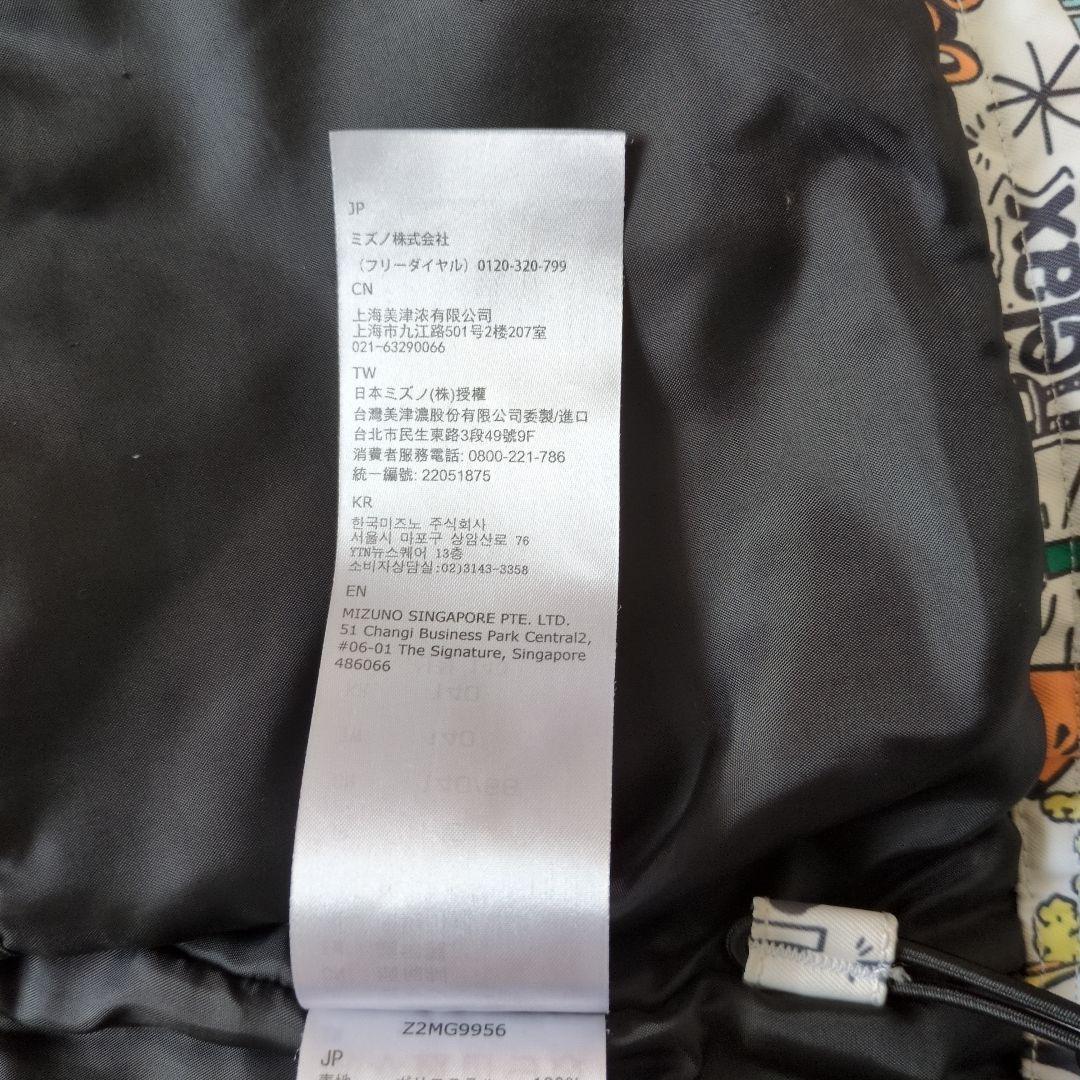 JP
ミズノ株式会社
(フリーダイヤル) 0120-320-799
CN
上海美津浓有限公司
上海市九江路501号2楼207室
021-63290066
TW
日本ミズノ(株)授權
台灣美津濃股份有限公司委製/進口
台北市民生東路3段49號9F
消費者服務電話: 0800-221-786
統一編號: 22051875
KR
한국미즈노 주식회사
서울시 마포구 상암산로 76
YTN뉴스퀘어 13층
소비자상담실:02)3143-3358
EN
MIZUNO SINGAPORE PTE. LTD.
51 Changi Business Park Central2,
#06-01 The Signature, Singapore
486066
Z2MG9956
JP
100%
XBG